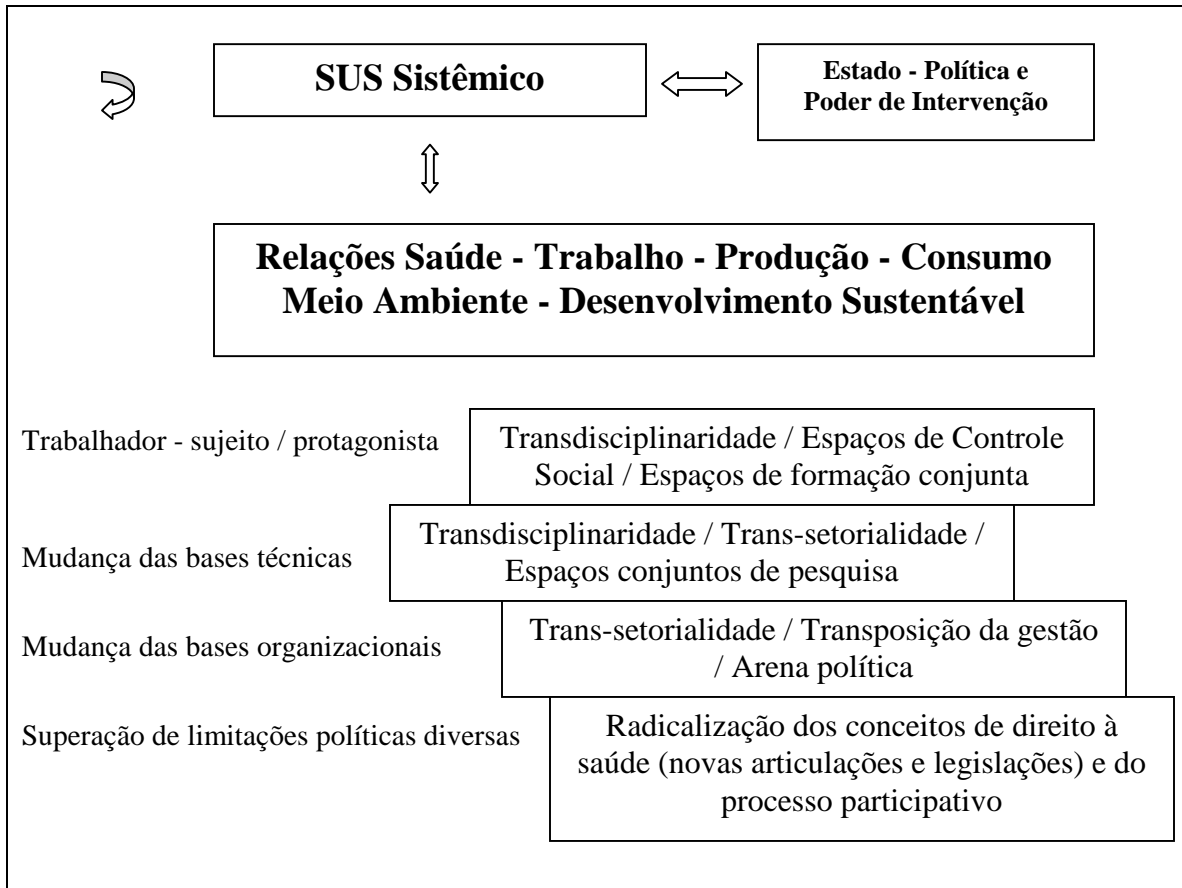 SUS Sistêmico
Estado - Política e
Poder de Intervenção
Relações Saúde - Trabalho - Produção - Consumo
Meio Ambiente - Desenvolvimento Sustentável
Trabalhador - sujeito / protagonista
Transdisciplinaridade / Espaços de Controle
Social / Espaços de formação conjunta
Mudança das bases técnicas
Transdisciplinaridade / Trans-setorialidade /
Espaços conjuntos de pesquisa
Mudança das bases organizacionais
Trans-setorialidade / Transposição da gestão
/ Arena política
Superação de limitações políticas diversas
Radicalização dos conceitos de direito à
saúde (novas articulações e legislações) e do
processo participativo